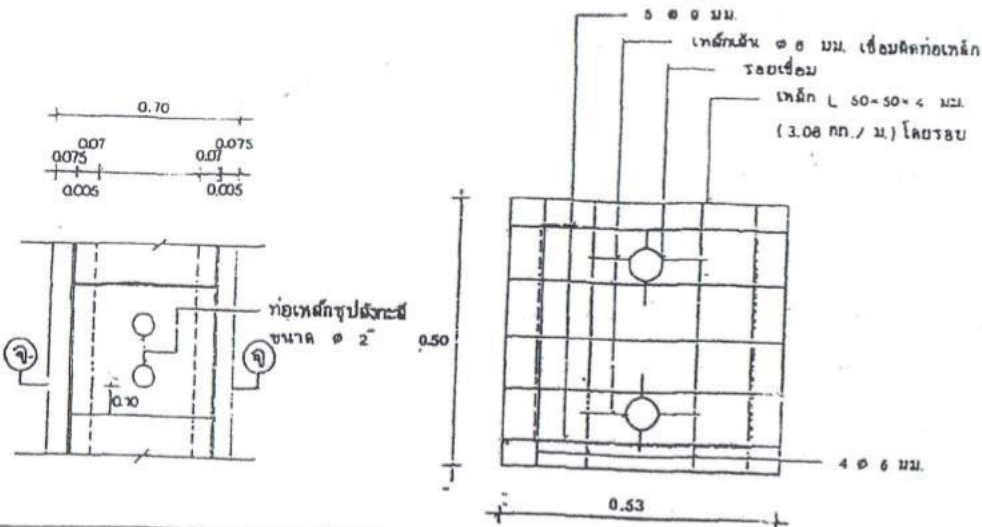 5 ø 9 มม.
เหล็กเส้น ø 6 มม. เชื่อมติดท่อเหล็ก
รอยเชื่อม
เหล็ก L 50×50×4 มม.
(3.08 กก./ ม.) โดยรอบ
0.70
0.07
0.075
0.07
0.075
0.005
0.005
ท่อเหล็กชุปสังกะสี
ขนาด ø 2"
จ
จ
0.10
0.50
4 ø 6 มม.
0.53